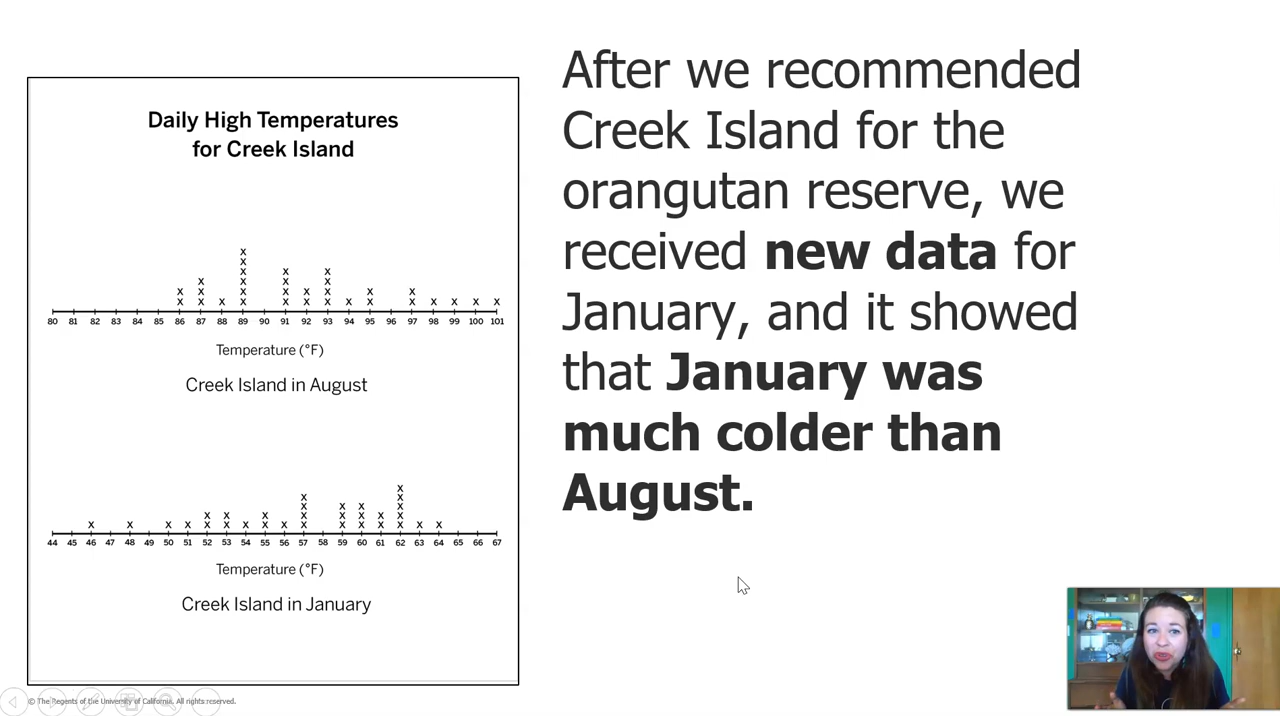 Daily High Temperatures
for Creek Island
80 81 82 83 84 85 86 87 88 89 90 91 92 93 94 95 96 97 98 99 100 101
Temperature (°F)
Creek Island in August
44 45 46 47 48 49 50 51 52 53 54 55 56 57 58 59 60 61 62 63 64 65 66 67
Temperature (°F)
Creek Island in January
© The Regents of the University of California. All rights reserved.
After we recommended
Creek Island for the
orangutan reserve, we
received new data for
January, and it showed
that January was
much colder than
August.